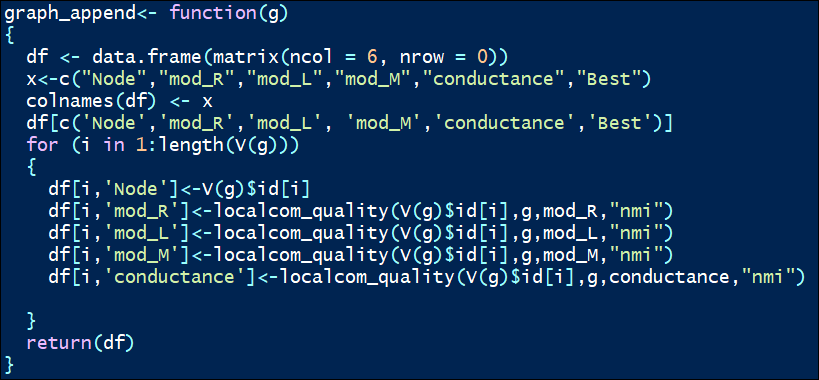 graph_append<- function(g)
{
  df <- data.frame(matrix(ncol = 6, nrow = 0))
  x<-c("Node","mod_R","mod_L","mod_M","conductance","Best")
  colnames(df) <- x
  df[c('Node','mod_R','mod_L', 'mod_M','conductance','Best')]
  for (i in 1:length(V(g)))
  {
    df[i,'Node']<-V(g)$id[i]
    df[i,'mod_R']<-localcom_quality(V(g)$id[i],g,mod_R,"nmi")
    df[i,'mod_L']<-localcom_quality(V(g)$id[i],g,mod_L,"nmi")
    df[i,'mod_M']<-localcom_quality(V(g)$id[i],g,mod_M,"nmi")
    df[i,'conductance']<-localcom_quality(V(g)$id[i],g,conductance,"nmi")
  }
  return(df)
}